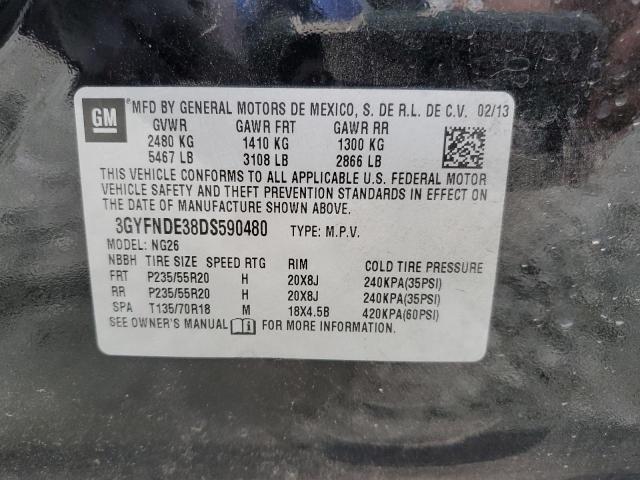 GM ® MFD BY GENERAL MOTORS DE MEXICO, S. DE R.L. DE C.V. 02/13
GVWR GAWR FRT GAWR RR
2480 KG 1410 KG 1300 KG
5467 LB 3108 LB 2866 LB
THIS VEHICLE CONFORMS TO ALL APPLICABLE U.S. FEDERAL MOTOR
VEHICLE SAFETY AND THEFT PREVENTION STANDARDS IN EFFECT ON
THE DATE OF MANUFACTURE SHOWN ABOVE.
3GYFNDE38DS590480 TYPE: M.P.V.
MODEL: NG26
NBBH TIRE SIZE SPEED RTG RIM COLD TIRE PRESSURE
FRT P235/55R20 H 20X8J 240KPA(35PSI)
RR P235/55R20 H 20X8J 240KPA(35PSI)
SPA T135/70R18 M 18X4.5B 420KPA(60PSI)
SEE OWNER'S MANUAL FOR MORE INFORMATION.